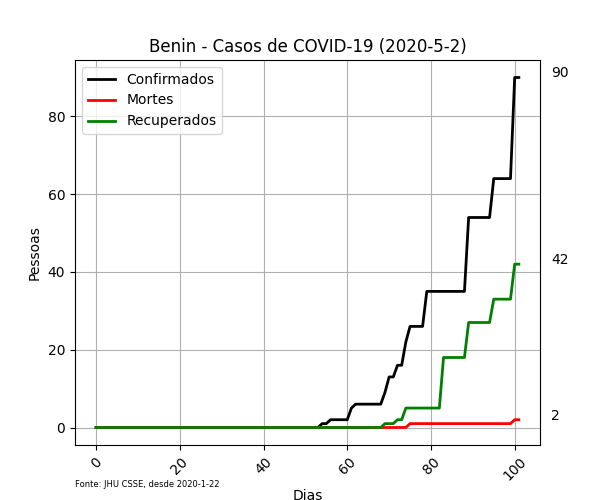 Benin - Casos de COVID-19 (2020-5-2)
Confirmados
Mortes
Recuperados
90
42
2
Pessoas
80
60
40
20
0
0
20
40
60
80
100
Fonte: JHU CSSE, desde 2020-1-22
Dias